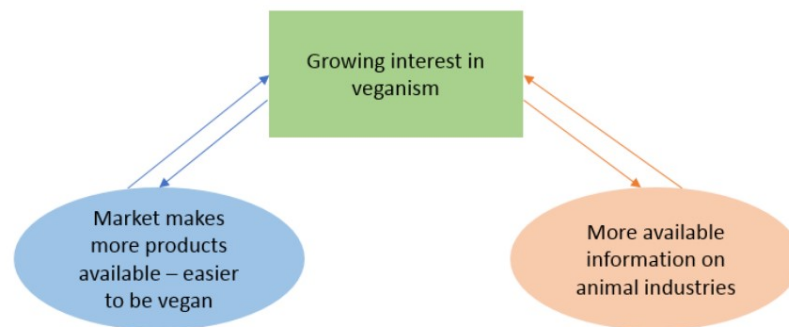 Growing interest in
veganism
Market makes
more products
available – easier
to be vegan
More available
information on
animal industries